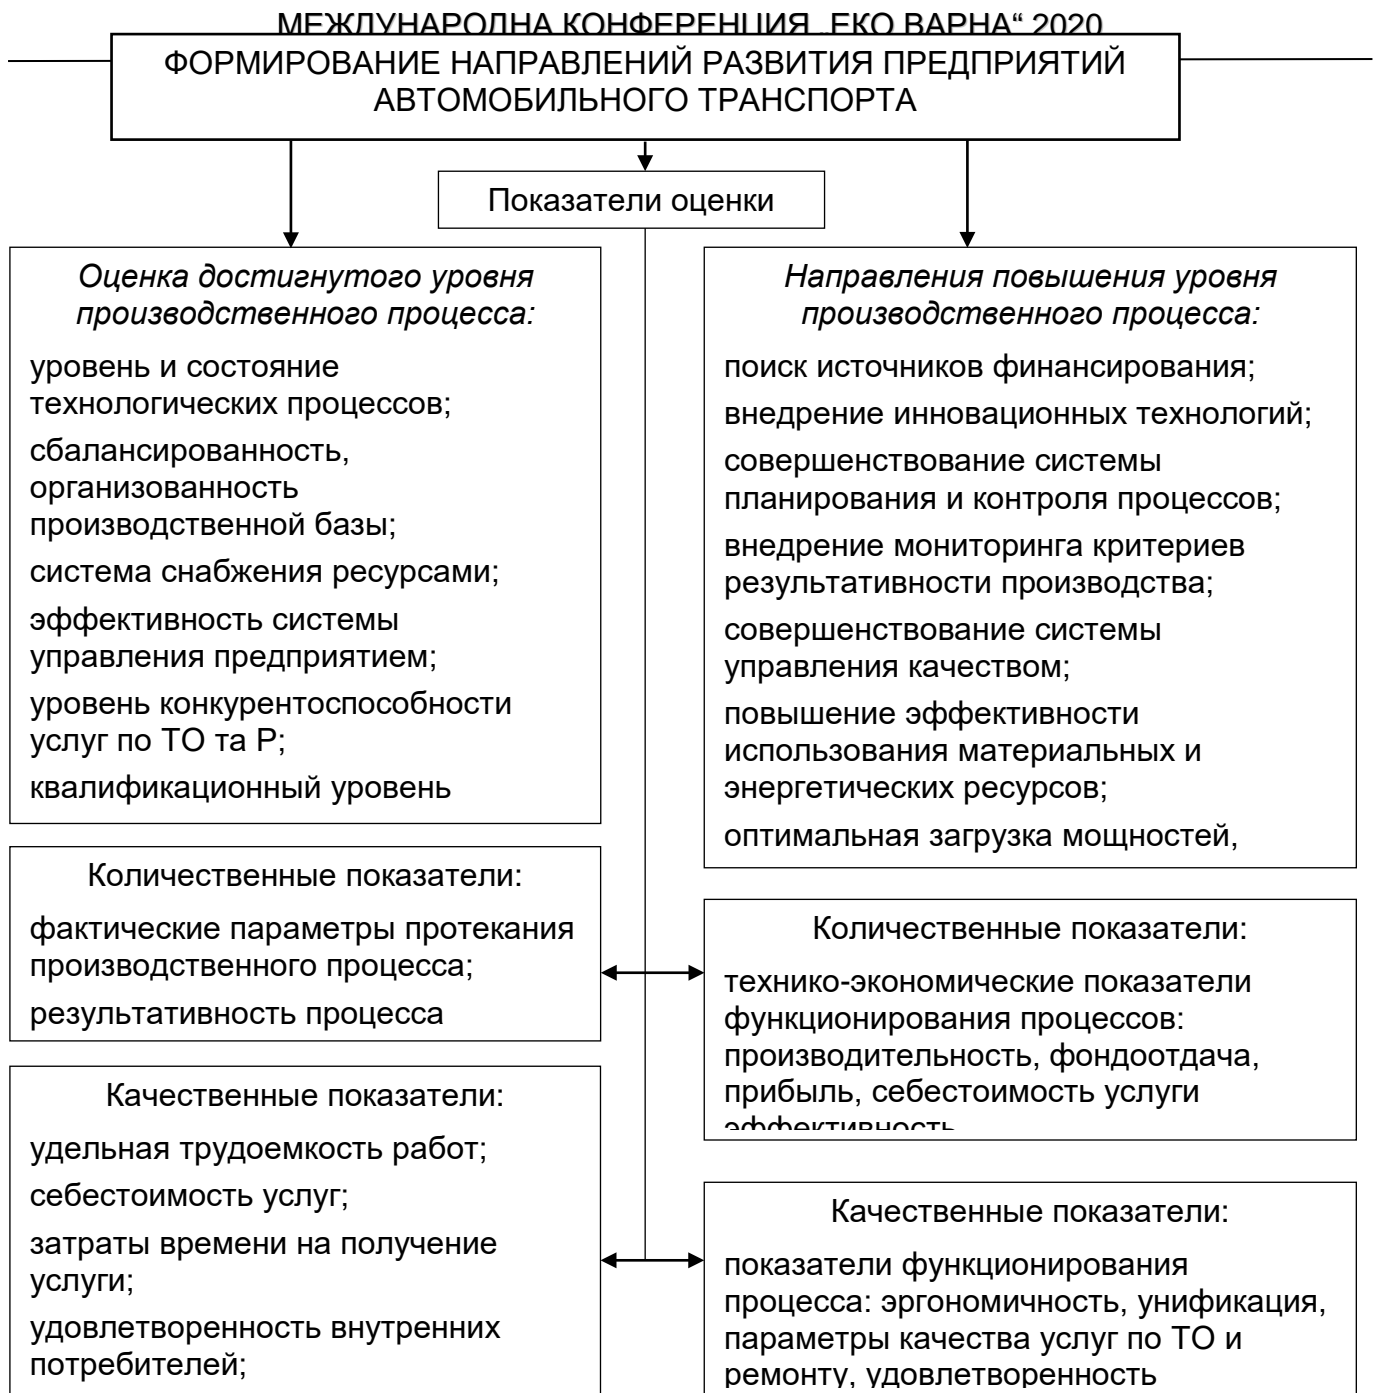 МЕЖДУНАРОДНА КОНФЕРЕНЦИЯ „ЕКО ВАРНА“ 2020
ФОРМИРОВАНИЕ НАПРАВЛЕНИЙ РАЗВИТИЯ ПРЕДПРИЯТИЙ
АВТОМОБИЛЬНОГО ТРАНСПОРТА
Показатели оценки
Оценка достигнутого уровня
производственного процесса:
уровень и состояние
технологических процессов;
сбалансированность,
организованность
производственной базы;
система снабжения ресурсами;
эффективность системы
управления предприятием;
уровень конкурентоспособности
услуг по ТО та Р;
квалификационный уровень
Направления повышения уровня
производственного процесса:
поиск источников финансирования;
внедрение инновационных технологий;
совершенствование системы
планирования и контроля процессов;
внедрение мониторинга критериев
результативности производства;
совершенствование системы
управления качеством;
повышение эффективности
использования материальных и
энергетических ресурсов;
оптимальная загрузка мощностей,
Количественные показатели:
фактические параметры протекания
производственного процесса;
результативность процесса
Количественные показатели:
технико-экономические показатели
функционирования процессов:
производительность, фондоотдача,
прибыль, себестоимость услуги
эффективность
Качественные показатели:
удельная трудоемкость работ;
себестоимость услуг;
затраты времени на получение
услуги;
удовлетворенность внутренних
потребителей;
Качественные показатели:
показатели функционирования
процесса: эргономичность, унификация,
параметры качества услуг по ТО и
ремонту, удовлетворенность